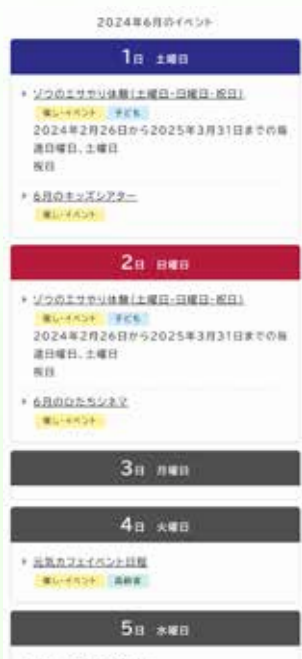 2024年6月のイベント
1日 土曜日
ゾウのエサやり体験(土曜日・日曜日・祝日)
催し・イベント 子ども
2024年2月26日から2025年3月31日までの毎
週日曜日、土曜日
祝日
6月のキッズシアター
催し・イベント
2日 日曜日
ゾウのエサやり体験(土曜日・日曜日・祝日)
催し・イベント 子ども
2024年2月26日から2025年3月31日までの毎
週日曜日、土曜日
祝日
6月のひたちシネマ
催し・イベント
3日 月曜日
4日 火曜日
元気カフェイベント日程
催し・イベント 高齢者
5日 水曜日